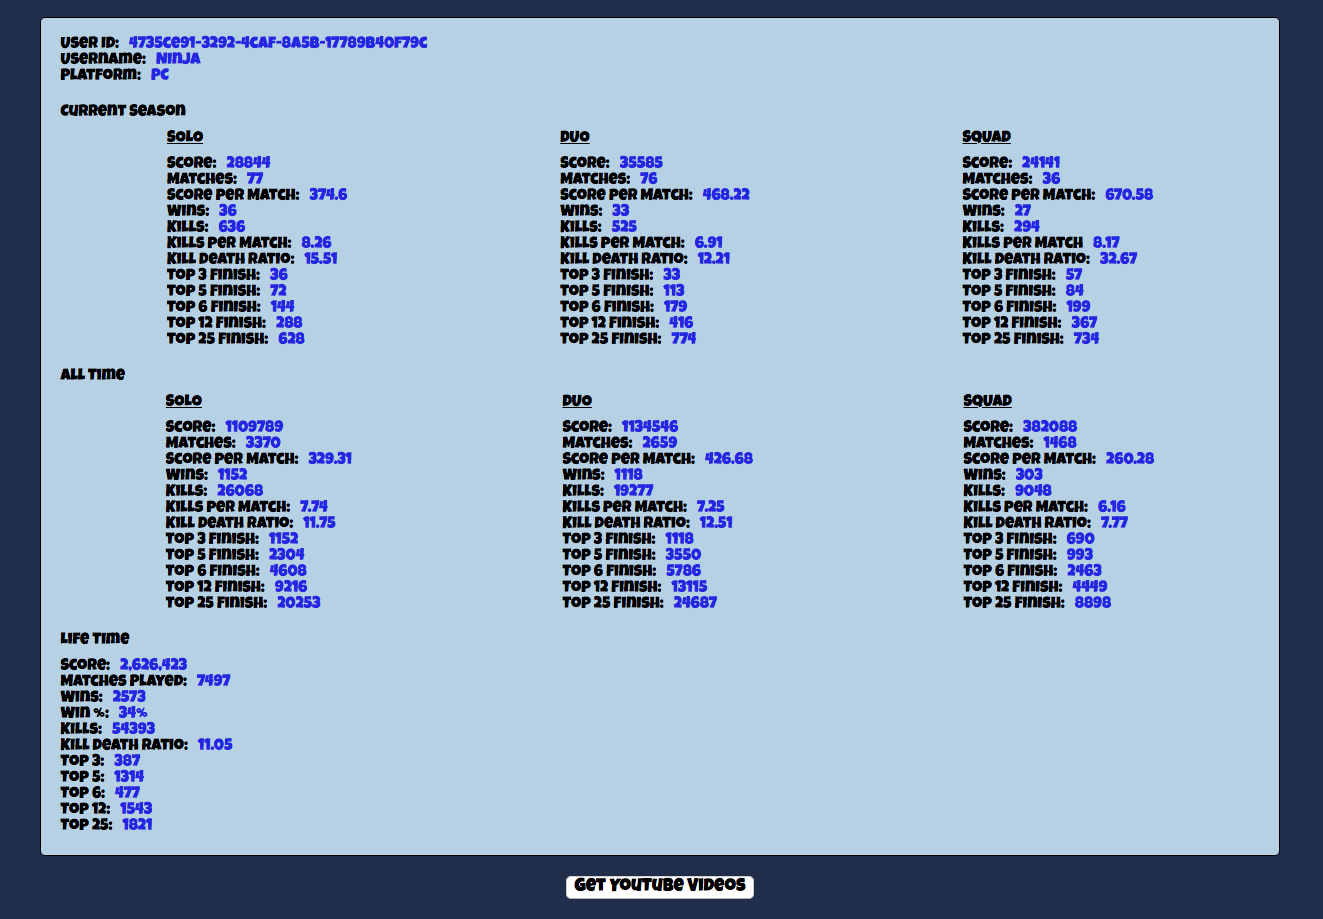 User ID: 4735ce91-3292-4caf-8a5b-17789b40f79c
Username: Ninja
Platform: PC
Current Season
Solo
Score: 28844
Matches: 77
Score Per Match: 374.6
Wins: 36
Kills: 636
Kills Per Match: 8.26
Kill Death Ratio: 15.51
Top 3 Finish: 36
Top 5 Finish: 72
Top 6 Finish: 144
Top 12 Finish: 288
Top 25 Finish: 628
Duo
Score: 35585
Matches: 76
Score Per Match: 468.22
Wins: 33
Kills: 525
Kills Per Match: 6.91
Kill Death Ratio: 12.21
Top 3 Finish: 33
Top 5 Finish: 113
Top 6 Finish: 179
Top 12 Finish: 416
Top 25 Finish: 774
Squad
Score: 24141
Matches: 36
Score Per Match: 670.58
Wins: 27
Kills: 294
Kills Per Match 8.17
Kill Death Ratio: 32.67
Top 3 Finish: 57
Top 5 Finish: 84
Top 6 Finish: 199
Top 12 Finish: 367
Top 25 Finish: 734
All Time
Solo
Score: 1109789
Matches: 3370
Score Per Match: 329.31
Wins: 1152
Kills: 26068
Kills Per Match: 7.74
Kill Death Ratio: 11.75
Top 3 Finish: 1152
Top 5 Finish: 2304
Top 6 Finish: 4608
Top 12 Finish: 9216
Top 25 Finish: 20253
Duo
Score: 1134546
Matches: 2659
Score Per Match: 426.68
Wins: 1118
Kills: 19277
Kills Per Match: 7.25
Kill Death Ratio: 12.51
Top 3 Finish: 1118
Top 5 Finish: 3550
Top 6 Finish: 5786
Top 12 Finish: 13115
Top 25 Finish: 24687
Squad
Score: 382088
Matches: 1468
Score Per Match: 260.28
Wins: 303
Kills: 9048
Kills Per Match: 6.16
Kill Death Ratio: 7.77
Top 3 Finish: 690
Top 5 Finish: 993
Top 6 Finish: 2463
Top 12 Finish: 4449
Top 25 Finish: 8898
Life Time
Score: 2,626,423
Matches Played: 7497
Wins: 2573
Win %: 34%
Kills: 54393
Kill Death Ratio: 11.05
Top 3: 387
Top 5: 1314
Top 6: 477
Top 12: 1543
Top 25: 1821
Get YouTube Videos